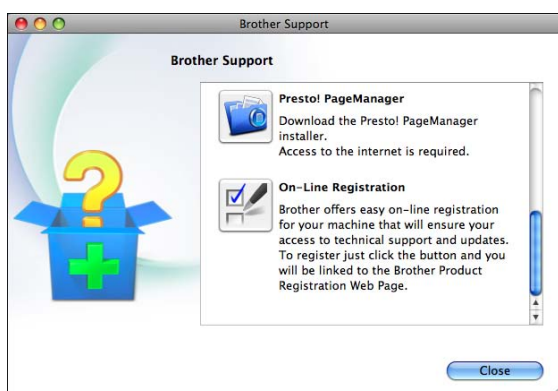 Brother Support
Brother Support
Presto! PageManager
Download the Presto! PageManager
installer.
Access to the internet is required.
On-Line Registration
Brother offers easy on-line registration
for your machine that will ensure your
access to technical support and updates.
To register just click the button and you
will be linked to the Brother Product
Registration Web Page.
Close